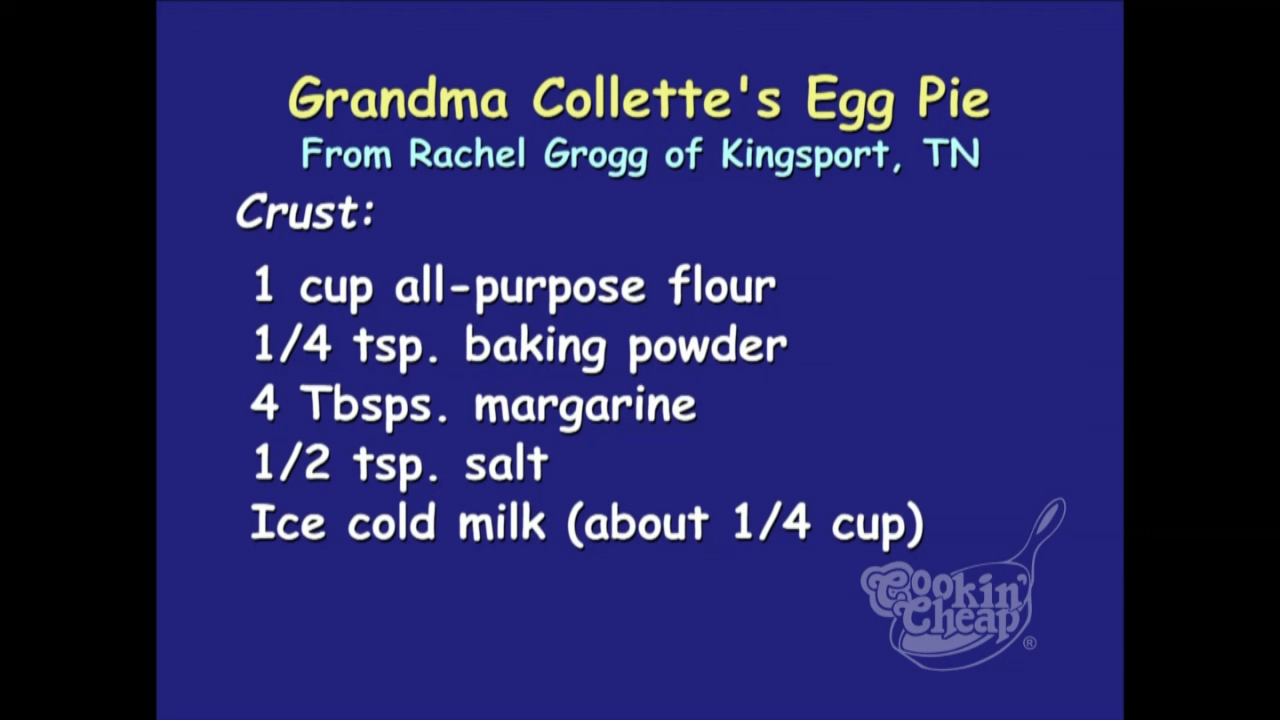 Grandma Collette's Egg Pie
From Rachel Grogg of Kingsport, TN
Crust:
1 cup all-purpose flour
1/4 tsp. baking powder
4 Tbsps. margarine
1/2 tsp. salt
Ice cold milk (about 1/4 cup)
Cookin'
Cheap
®